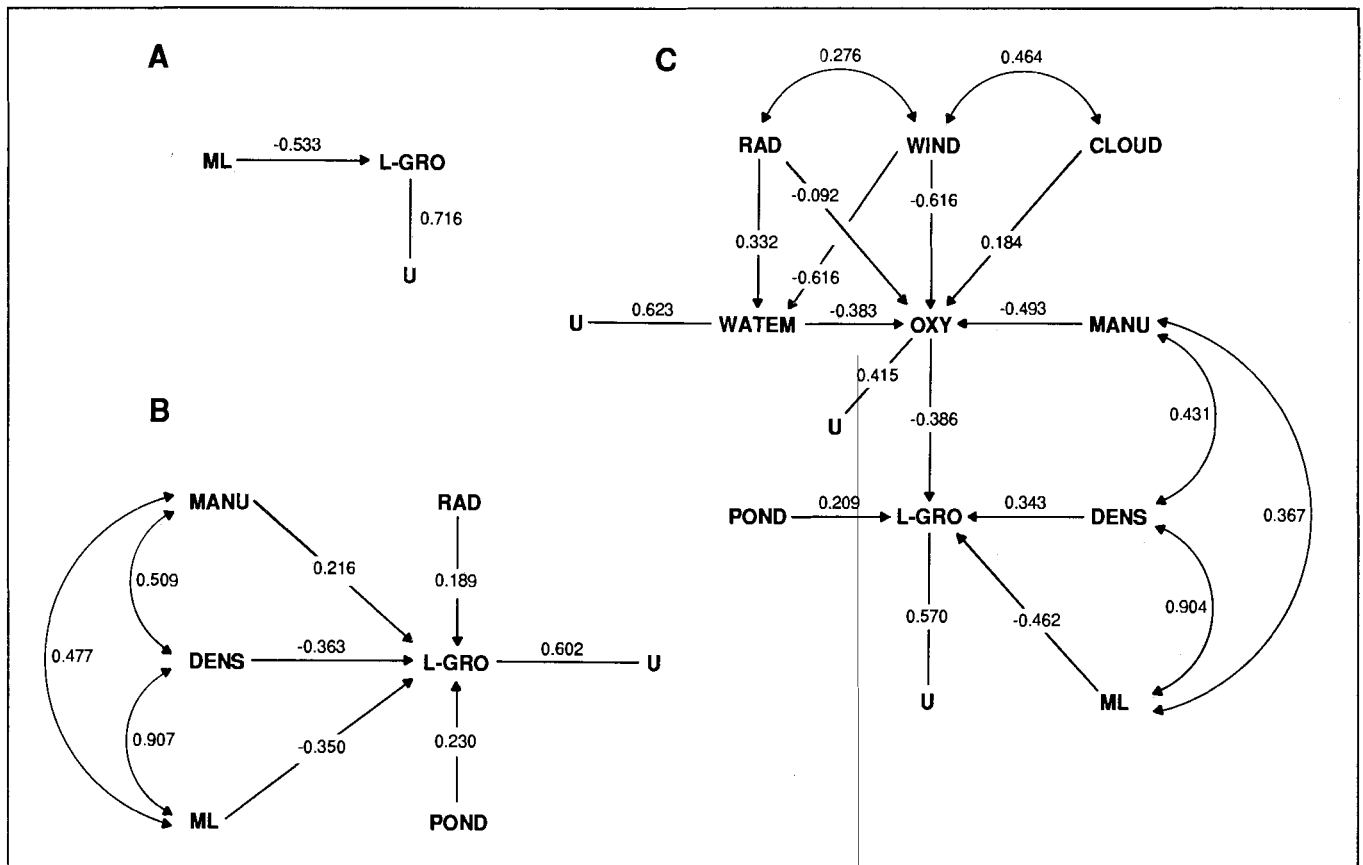 A
ML
-0.533
L-GRO
0.716
U
B
MANU
RAD
0.216
0.189
0.509
0.477
DENS
-0.363
L-GRO
0.602
U
0.907
-0.350
0.230
ML
POND
C
0.276
0.464
RAD
WIND
CLOUD
-0.092
-0.616
0.332
0.184
-0.616
U
0.623
WATEM
-0.383
OXY
-0.493
MANU
0.415
U
-0.386
0.431
POND
0.209
L-GRO
0.343
DENS
0.367
0.570
-0.462
0.904
U
ML